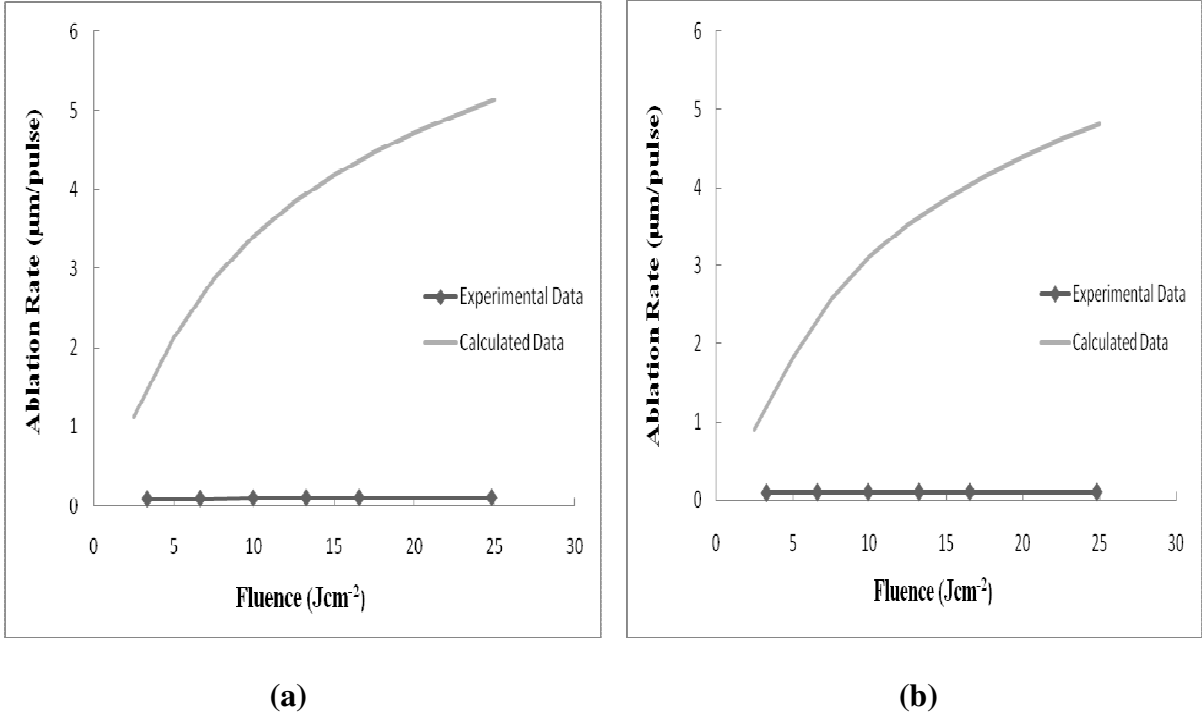 6
5
4
3
2
1
0
0 5 10 15 20 25 30
Ablation Rate (µm/pulse)
Fluence (Jcm⁻²)
Experimental Data
Calculated Data
(a)
6
5
4
3
2
1
0
0 5 10 15 20 25 30
Ablation Rate (µm/pulse)
Fluence (Jcm⁻²)
Experimental Data
Calculated Data
(b)